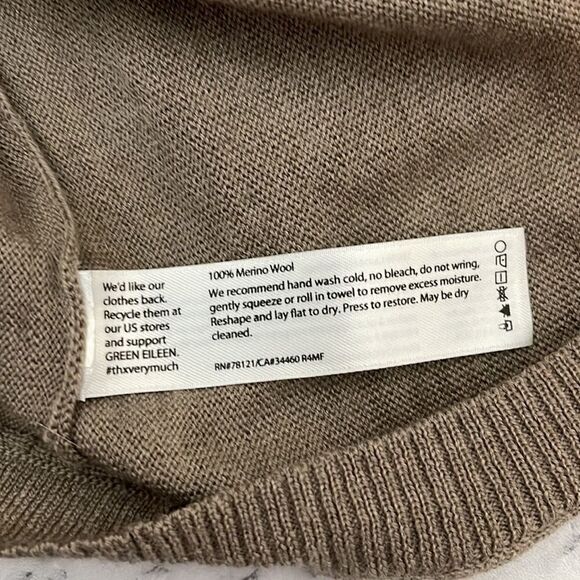 We'd like our
clothes back.
Recycle them at
our US stores
and support
GREEN EILEEN.
#thxverymuch
100% Merino Wool
We recommend hand wash cold, no bleach, do not wring,
gently squeeze or roll in towel to remove excess moisture.
Reshape and lay flat to dry. Press to restore. May be dry
cleaned.
RN#78121/CA#34460 R4MF